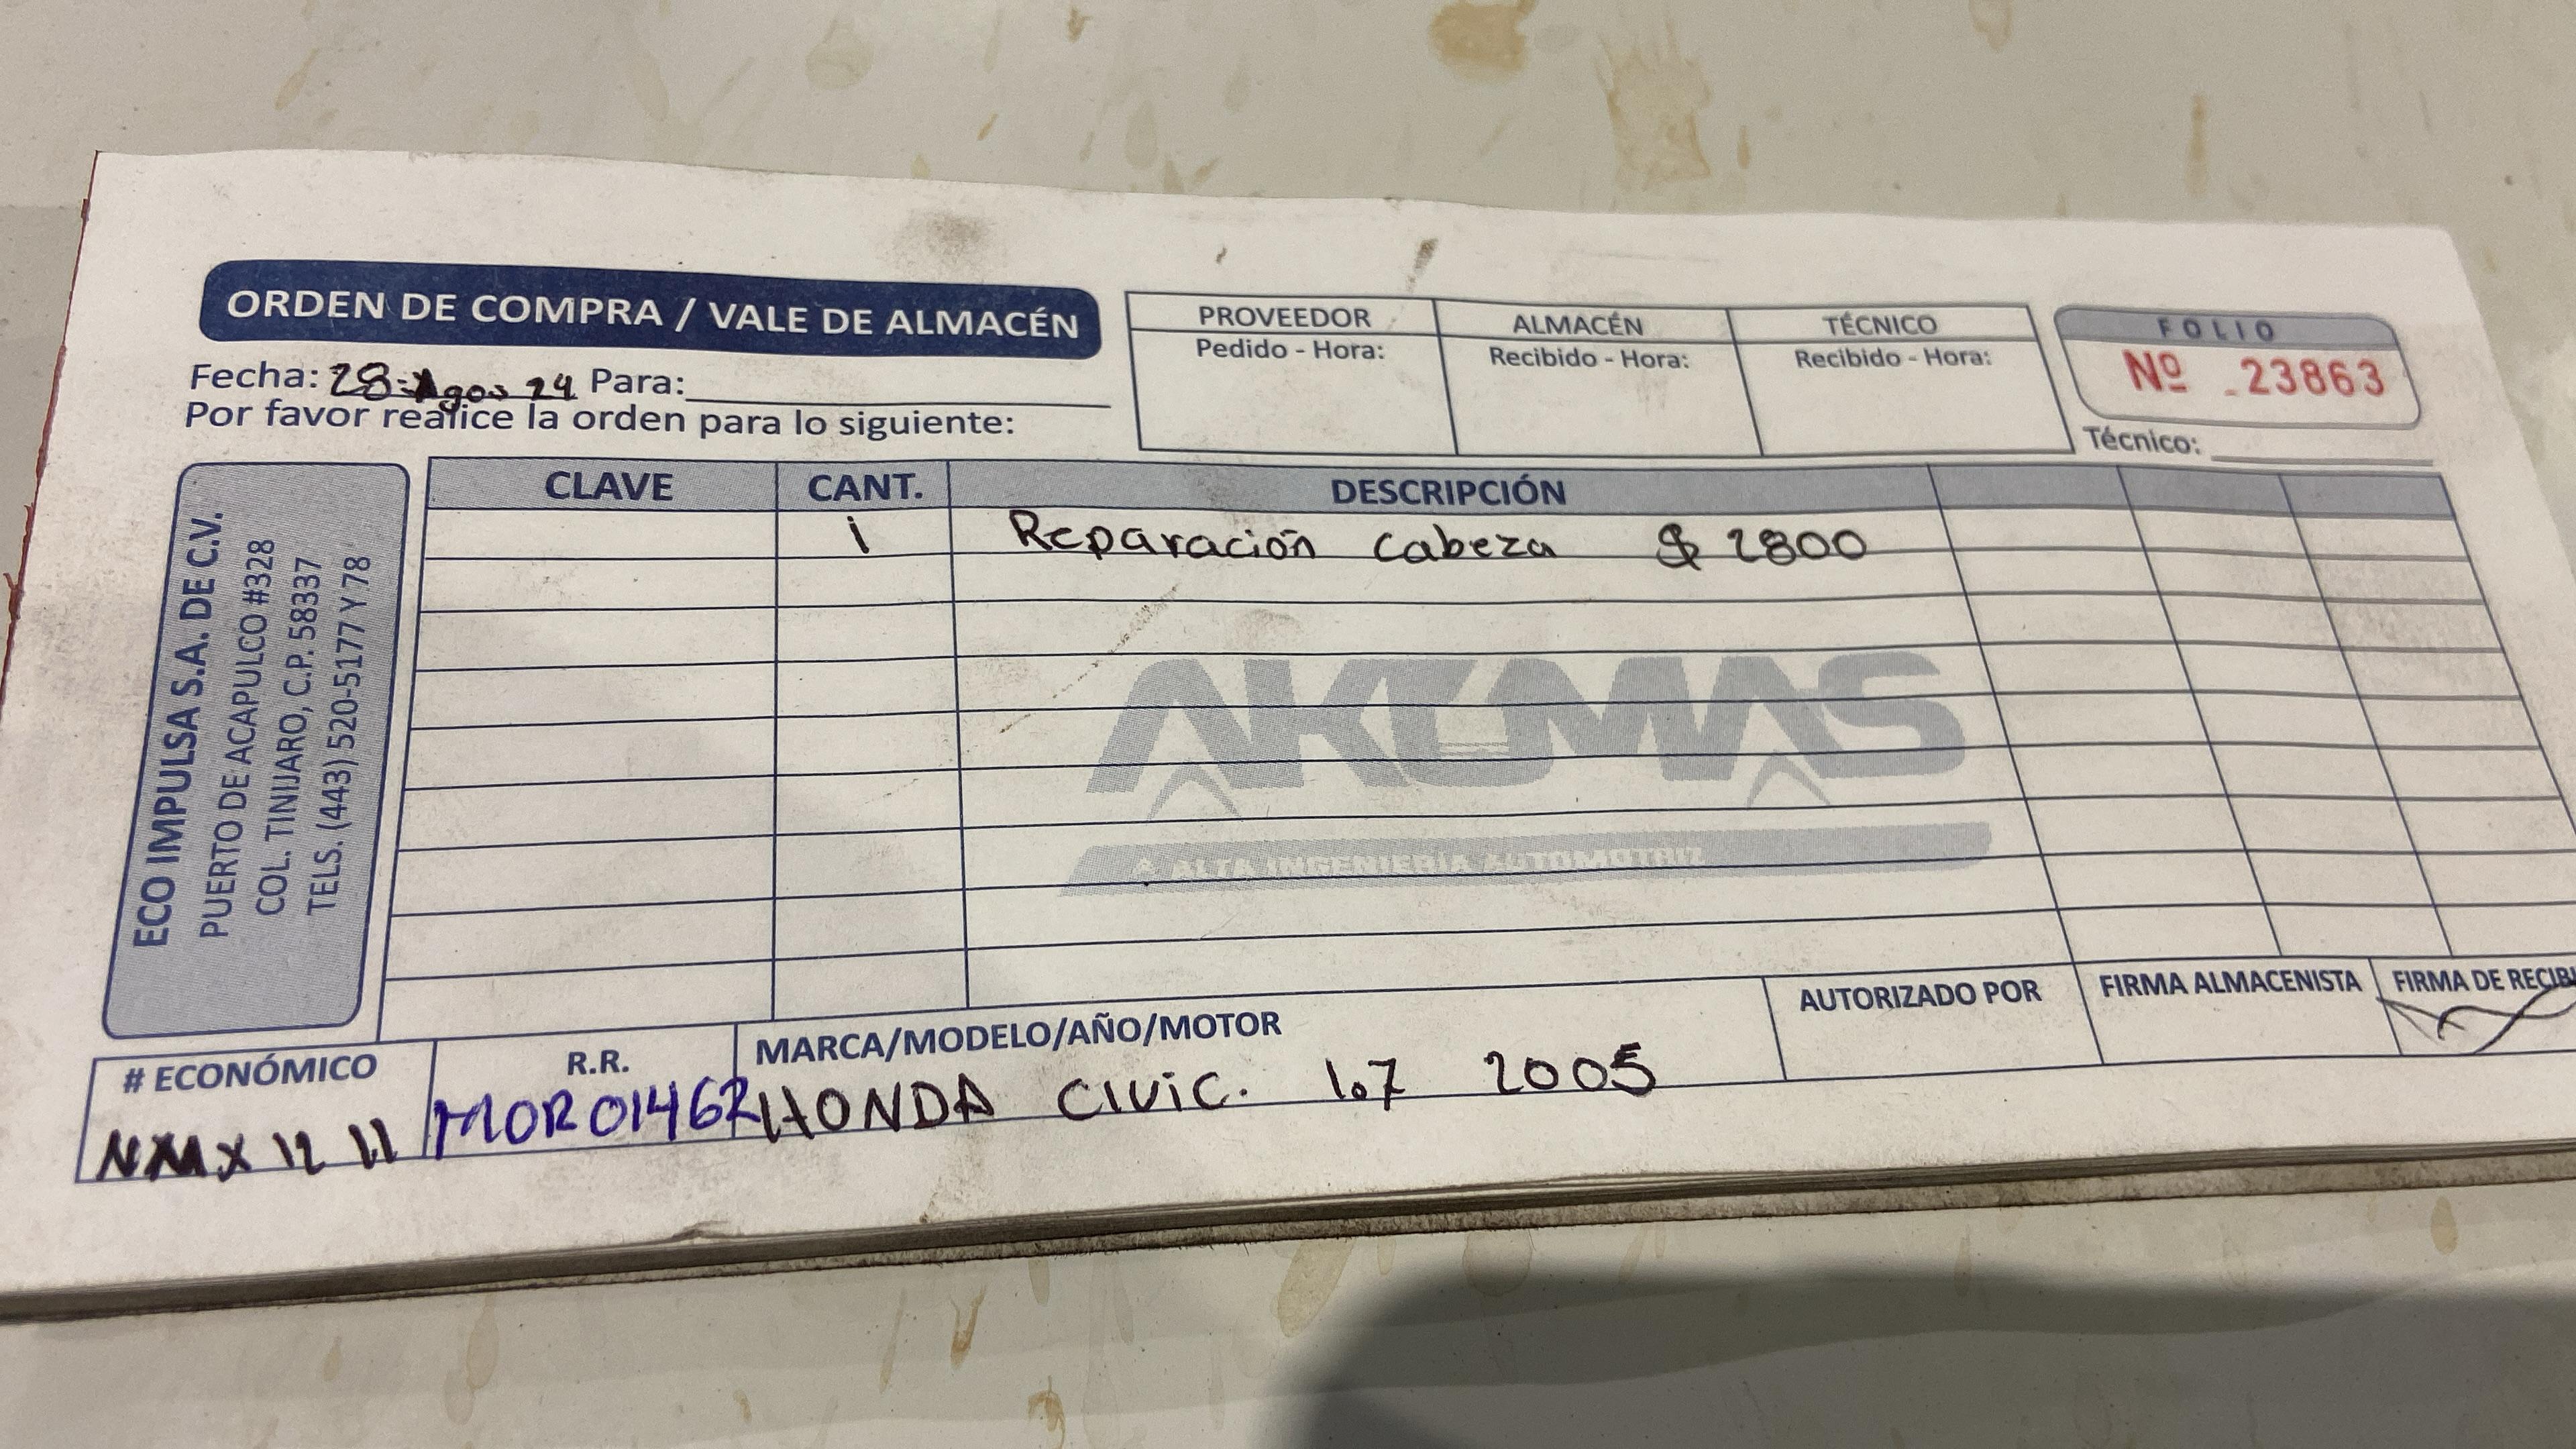 ORDEN DE COMPRA / VALE DE ALMACÉN
Fecha: 28-Agos 24 Para:
Por favor realice la orden para lo siguiente:
PROVEEDOR ALMACÉN TÉCNICO
Pedido - Hora: Recibido - Hora: Recibido - Hora:
FOLIO
Nº 23863
Técnico:
ECO IMPULSA S.A. DE C.V.
PUERTO DE ACAPULCO #328
COL. TINIJARO, C.P. 58337
TELS. (443) 520-5177 Y 78
CLAVE CANT. DESCRIPCIÓN
1 Reparación cabeza $ 2800
AKUMAS
ALTA INGENIERÍA AUTOMOTRIZ
# ECONÓMICO R.R. MARCA/MODELO/AÑO/MOTOR AUTORIZADO POR FIRMA ALMACENISTA FIRMA DE RECIBI
12 11 MOR01462 HONDA CIVIC. 1.7 2005